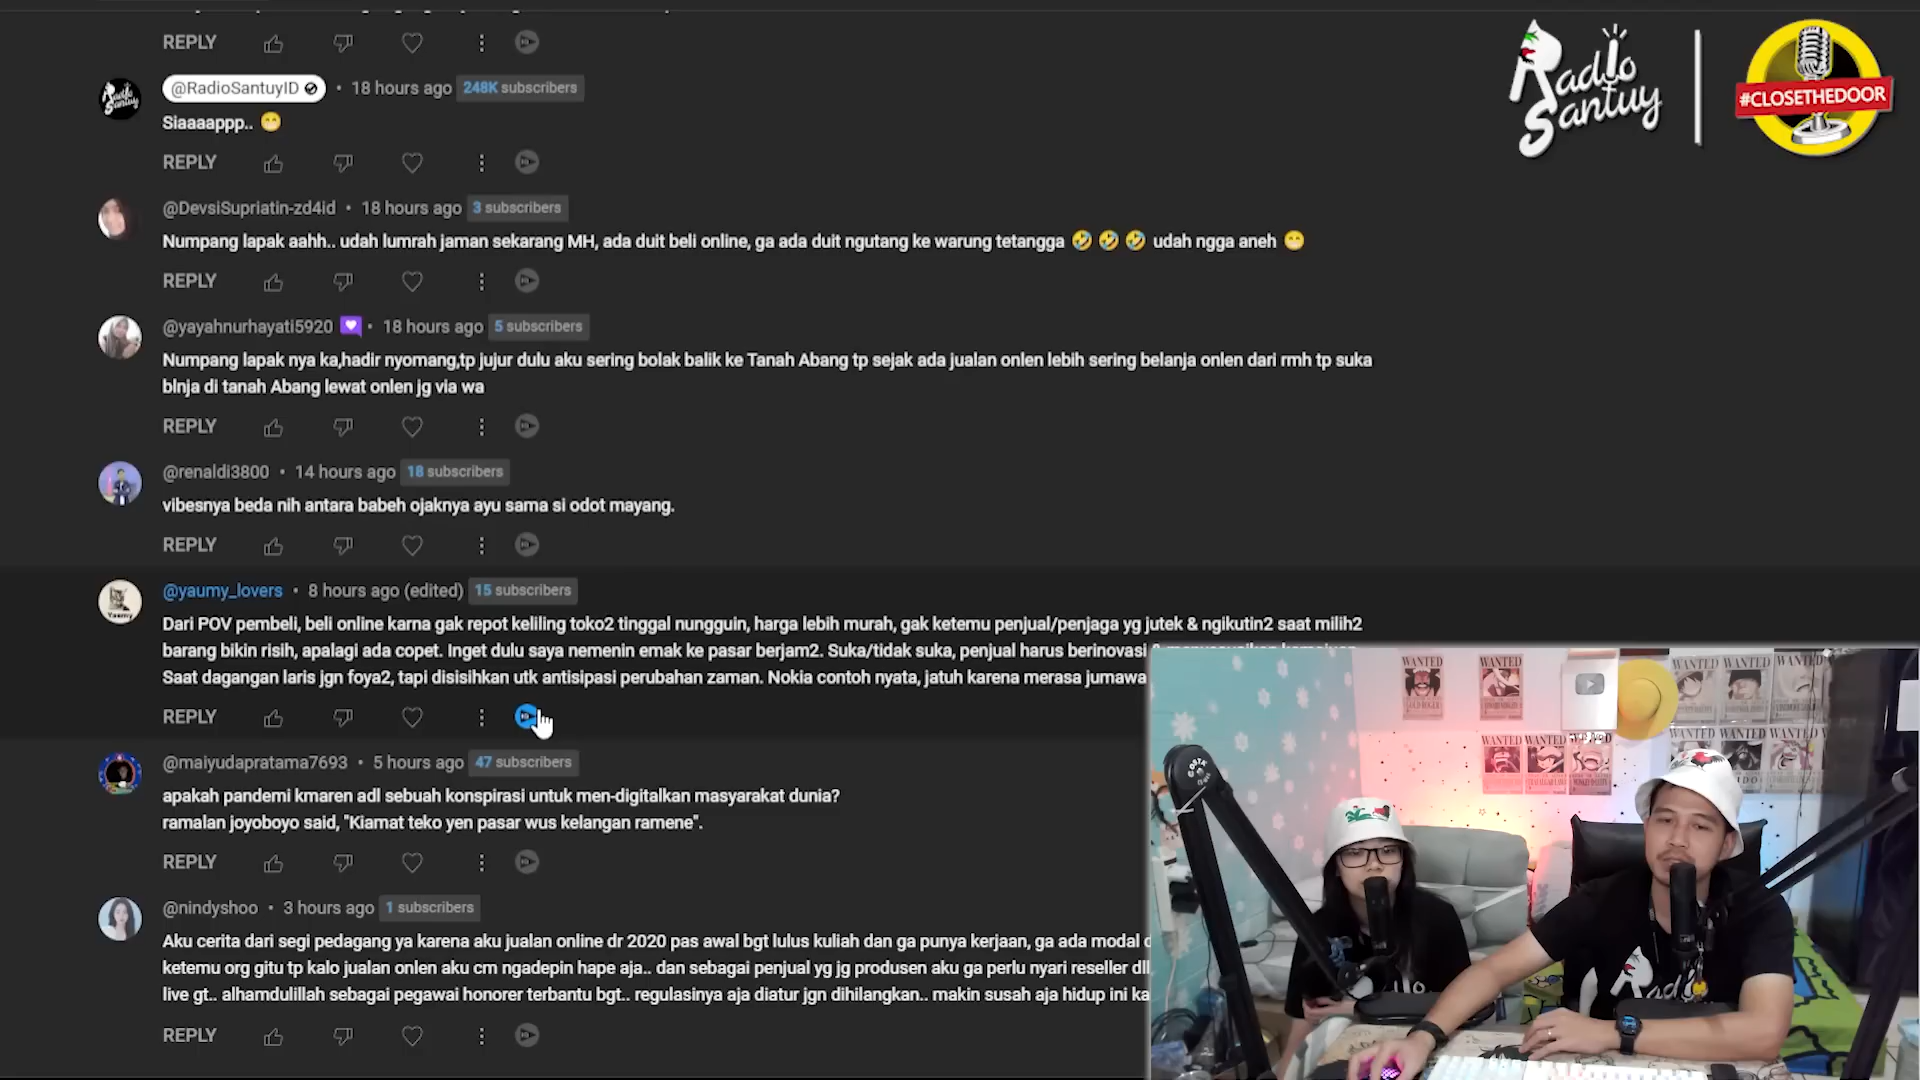 REPLY
@RadioSantuyID • 18 hours ago 248K subscribers
Siaaaappp.. 😁
REPLY
@DevsiSupriatin-zd4id • 18 hours ago 3 subscribers
Numpang lapak aahh.. udah lumrah jaman sekarang MH, ada duit beli online, ga ada duit ngutang ke warung tetangga 🤣 🤣 🤣 udah ngga aneh 😁
REPLY
@yayahnurhayati5920 • 18 hours ago 5 subscribers
Numpang lapak nya ka,hadir nyomang,tp jujur dulu aku sering bolak balik ke Tanah Abang tp sejak ada jualan onlen lebih sering belanja onlen dari rmh tp suka
blnja di tanah Abang lewat onlen jg via wa
REPLY
@renaldi3800 • 14 hours ago 18 subscribers
vibesnya beda nih antara babeh ojaknya ayu sama si odot mayang.
REPLY
@yaumy_lovers • 8 hours ago (edited) 15 subscribers
Dari POV pembeli, beli online karna gak repot keliling toko2 tinggal nungguin, harga lebih murah, gak ketemu penjual/penjaga yg jutek & ngikutin2 saat milih2
barang bikin risih, apalagi ada copet. Inget dulu saya nemenin emak ke pasar berjam2. Suka/tidak suka, penjual harus berinovasi
Saat dagangan laris jgn foya2, tapi disisihkan utk antisipasi perubahan zaman. Nokia contoh nyata, jatuh karena merasa jumawa
REPLY
@maiyudapratama7693 • 5 hours ago 47 subscribers
apakah pandemi kmaren adl sebuah konspirasi untuk men-digitalkan masyarakat dunia?
ramalan joyoboyo said, "Kiamat teko yen pasar wus kelangan ramene".
REPLY
@nindyshoo • 3 hours ago 1 subscribers
Aku cerita dari segi pedagang ya karena aku jualan online dr 2020 pas awal bgt lulus kuliah dan ga punya kerjaan, ga ada modal
ketemu org gitu tp kalo jualan onlen aku cm ngadepin hape aja.. dan sebagai penjual yg jg produsen aku ga perlu nyari reseller dll
live gt.. alhamdulillah sebagai pegawai honorer terbantu bgt.. regulasinya aja diatur jgn dihilangkan.. makin susah aja hidup ini ka
REPLY
Radio
Santuy
#CLOSETHEDOOR
WANTED
WANTED
WANTED
WANTED
WANTED
WANTED
WANTED
WANTED
WANTED
WANTED
WANTED